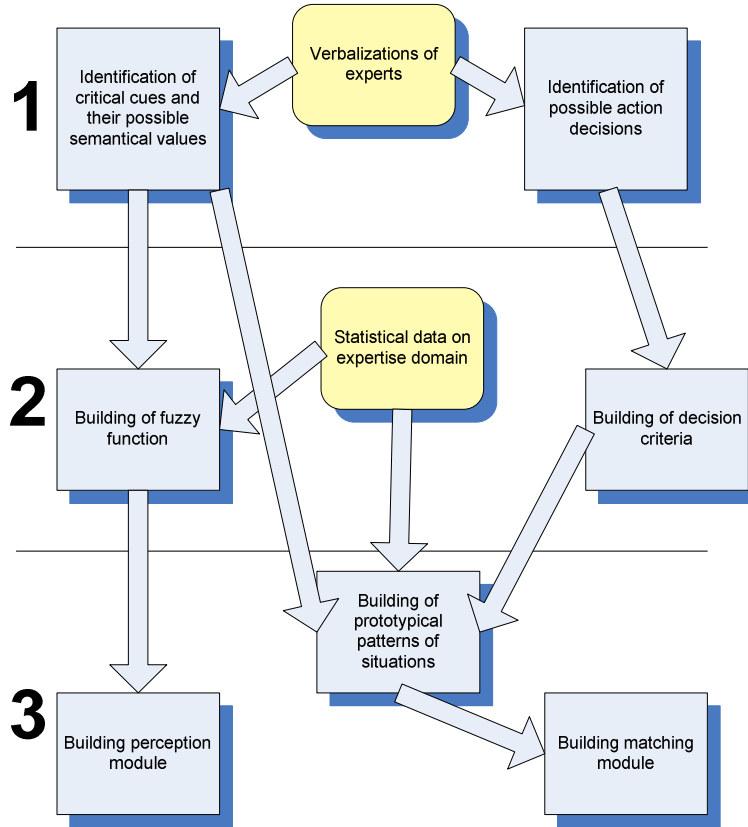 1
Identification of
critical cues and
their possible
semantical values
Verbalizations of
experts
Identification of
possible action
decisions
2
Statistical data on
expertise domain
Building of fuzzy
function
Building of decision
criteria
3
Building of
prototypical
patterns of
situations
Building perception
module
Building matching
module